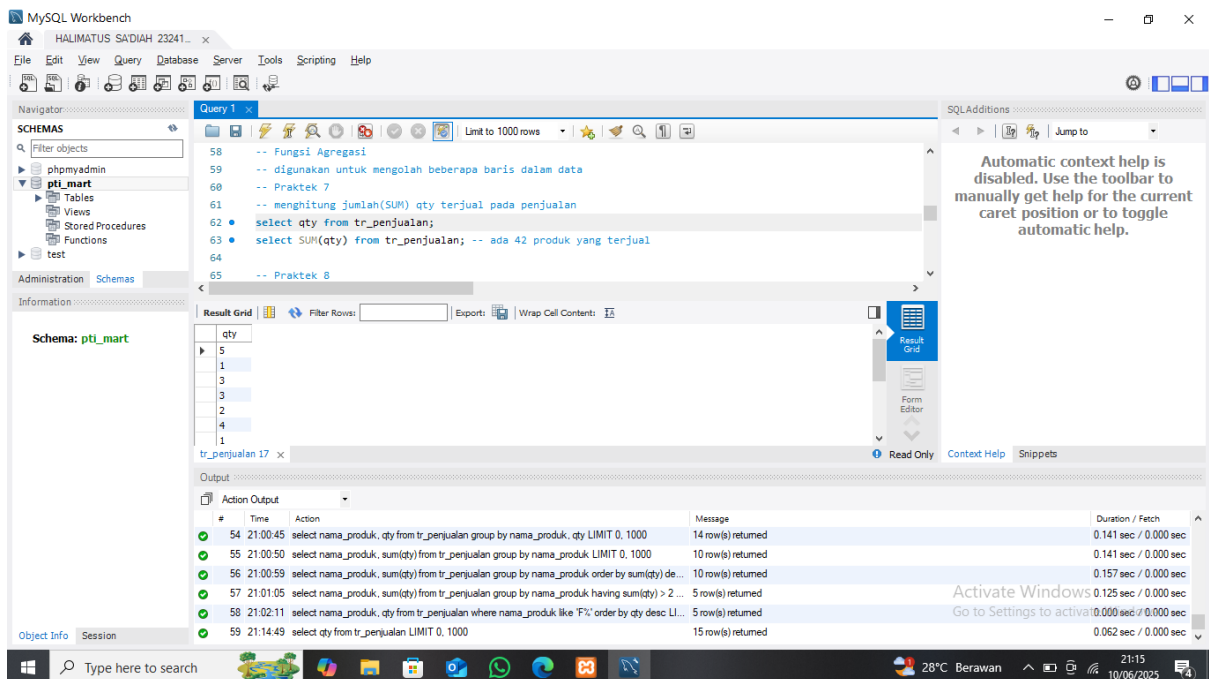 MySQL Workbench
HALIMATUS SA'DIAH 23241...
File Edit View Query Database Server Tools Scripting Help
Navigator
SCHEMAS
Filter objects
phpmyadmin
pti_mart
Tables
Views
Stored Procedures
Functions
test
Administration Schemas
Information
Schema: pti_mart
Object Info Session
Query 1
Limit to 1000 rows
58 -- Fungsi Agregasi
59 -- digunakan untuk mengolah beberapa baris dalam data
60 -- Praktek 7
61 -- menghitung jumlah(SUM) qty terjual pada penjualan
62 select qty from tr_penjualan;
63 select SUM(qty) from tr_penjualan; -- ada 42 produk yang terjual
64
65 -- Praktek 8
Result Grid Filter Rows: Export: Wrap Cell Content:
qty
5
1
3
3
2
4
1
Result Grid
Form Editor
tr_penjualan 17
Read Only
SQLAdditions
Jump to
Automatic context help is
disabled. Use the toolbar to
manually get help for the current
caret position or to toggle
automatic help.
Context Help Snippets
Output
Action Output
# Time Action Message Duration / Fetch
54 21:00:45 select nama_produk, qty from tr_penjualan group by nama_produk, qty LIMIT 0, 1000 14 row(s) returned 0.141 sec / 0.000 sec
55 21:00:50 select nama_produk, sum(qty) from tr_penjualan group by nama_produk LIMIT 0, 1000 10 row(s) returned 0.141 sec / 0.000 sec
56 21:00:59 select nama_produk, sum(qty) from tr_penjualan group by nama_produk order by sum(qty) de... 10 row(s) returned 0.157 sec / 0.000 sec
57 21:01:05 select nama_produk, sum(qty) from tr_penjualan group by nama_produk having sum(qty) > 2 ... 5 row(s) returned 0.125 sec / 0.000 sec
58 21:02:11 select nama_produk, qty from tr_penjualan where nama_produk like 'F%' order by qty desc LI... 5 row(s) returned 0.000 sec / 0.000 sec
59 21:14:49 select qty from tr_penjualan LIMIT 0, 1000 15 row(s) returned 0.062 sec / 0.000 sec
Activate Windows
Go to Settings to activate
Type here to search
28°C Berawan
21:15
10/06/2025
4